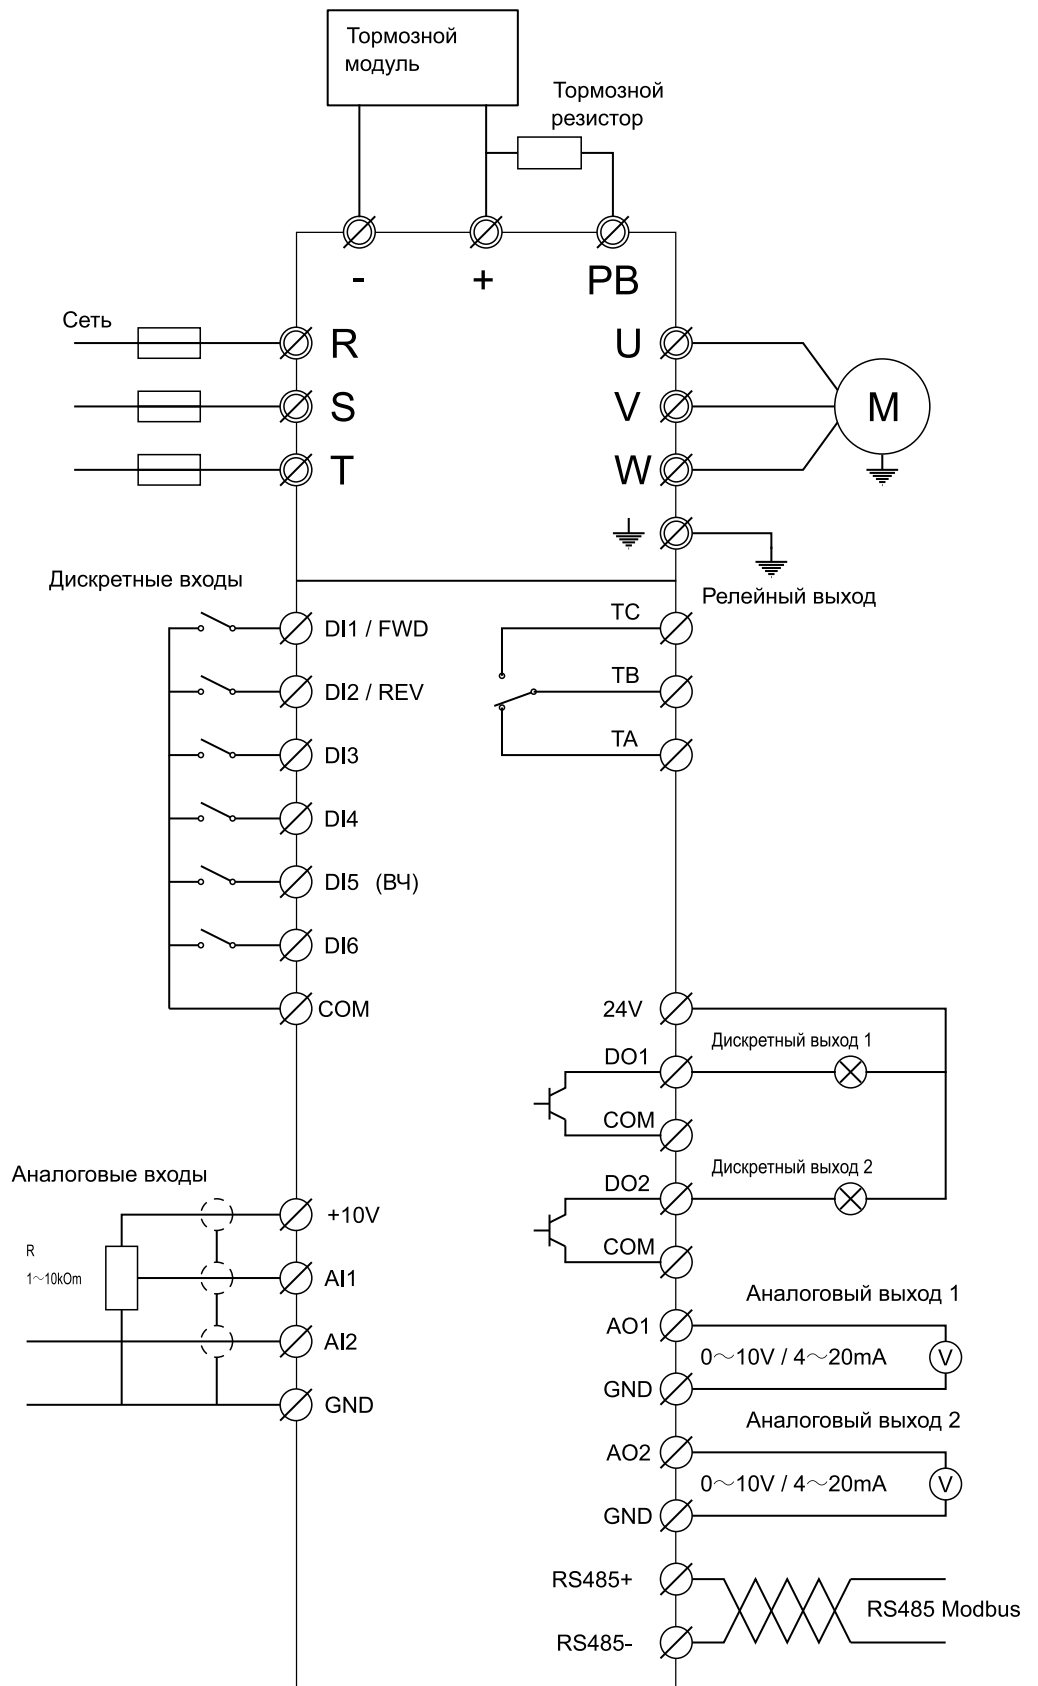 Тормозной
модуль
Тормозной
резистор
- + PB
Сеть
R U
S V M
T W
Дискретные входы
Релейный выход
DI1 / FWD TC
DI2 / REV TB
DI3 TA
DI4
DI5 (ВЧ)
DI6
COM 24V
Дискретный выход 1
DO1
COM
Аналоговые входы
Дискретный выход 2
DO2
+10V
COM
R
1~10kOm
AI1
Аналоговый выход 1
AI2 AO1
0~10V / 4~20mA V
GND GND
Аналоговый выход 2
AO2
0~10V / 4~20mA V
GND
RS485+
RS485 Modbus
RS485-